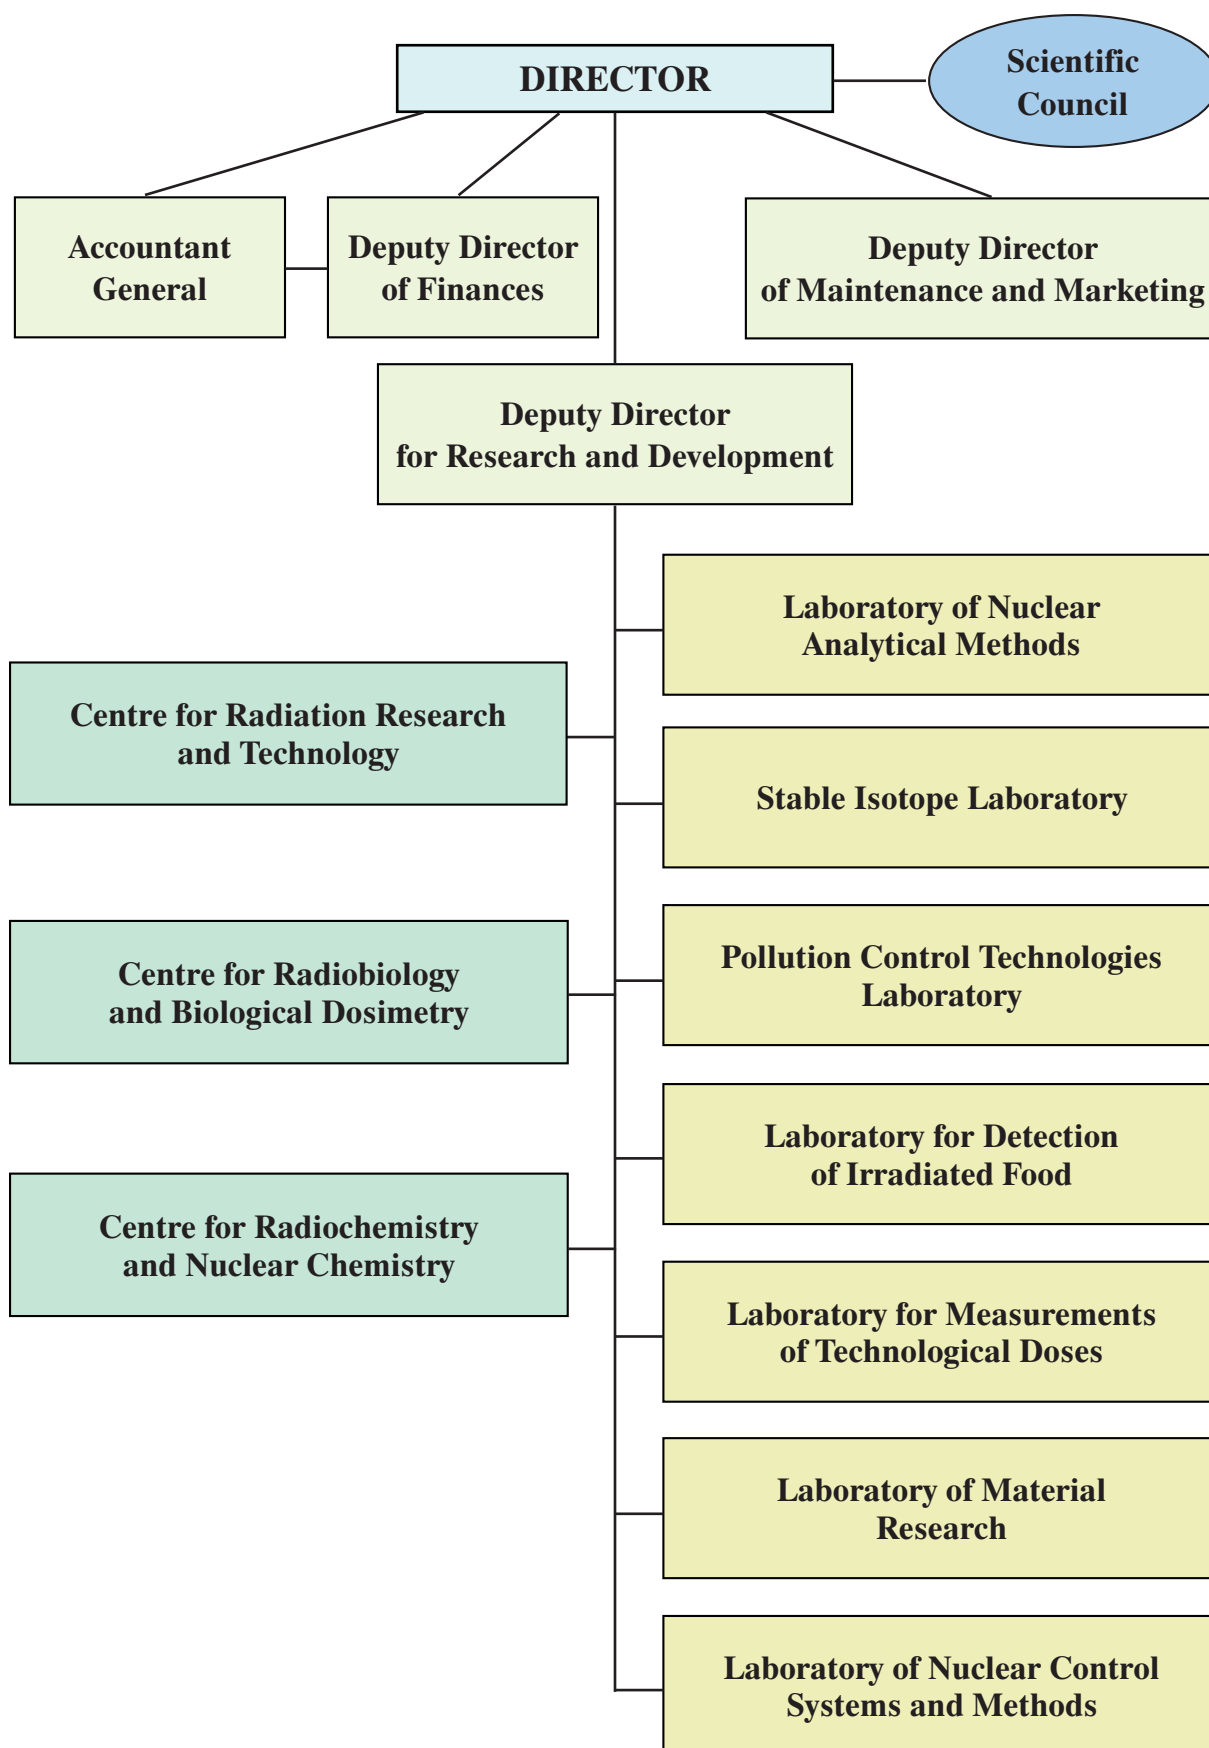 DIRECTOR
Scientific
Council
Accountant
General
Deputy Director
of Finances
Deputy Director
of Maintenance and Marketing
Deputy Director
for Research and Development
Laboratory of Nuclear
Analytical Methods
Centre for Radiation Research
and Technology
Stable Isotope Laboratory
Pollution Control Technologies
Laboratory
Centre for Radiobiology
and Biological Dosimetry
Laboratory for Detection
of Irradiated Food
Centre for Radiochemistry
and Nuclear Chemistry
Laboratory for Measurements
of Technological Doses
Laboratory of Material
Research
Laboratory of Nuclear Control
Systems and Methods